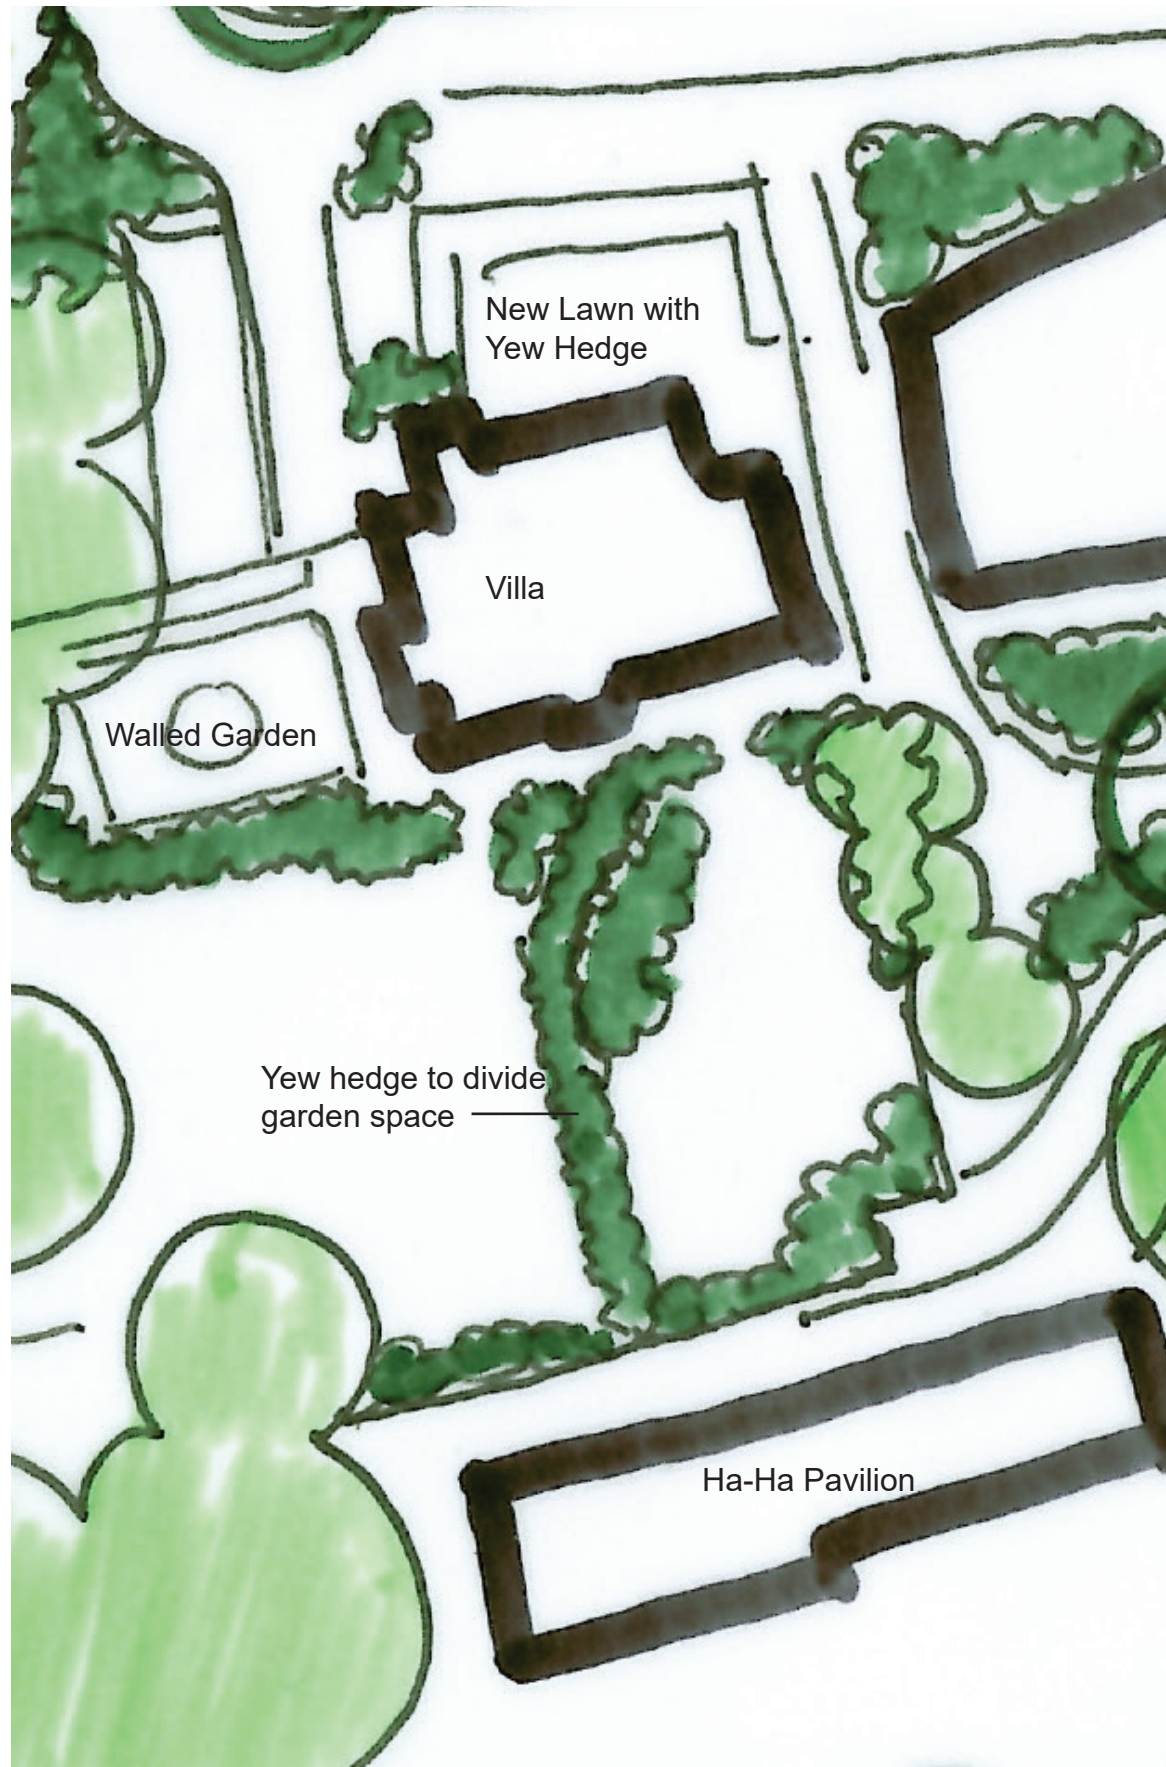 New Lawn with
Yew Hedge
Villa
Walled Garden
Yew hedge to divide
garden space
Ha-Ha Pavilion